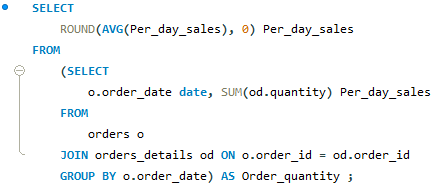 SELECT
ROUND(AVG(Per_day_sales), 0) Per_day_sales
FROM
(SELECT
o.order_date date, SUM(od.quantity) Per_day_sales
FROM
orders o
JOIN orders_details od ON o.order_id = od.order_id
GROUP BY o.order_date) AS Order_quantity ;